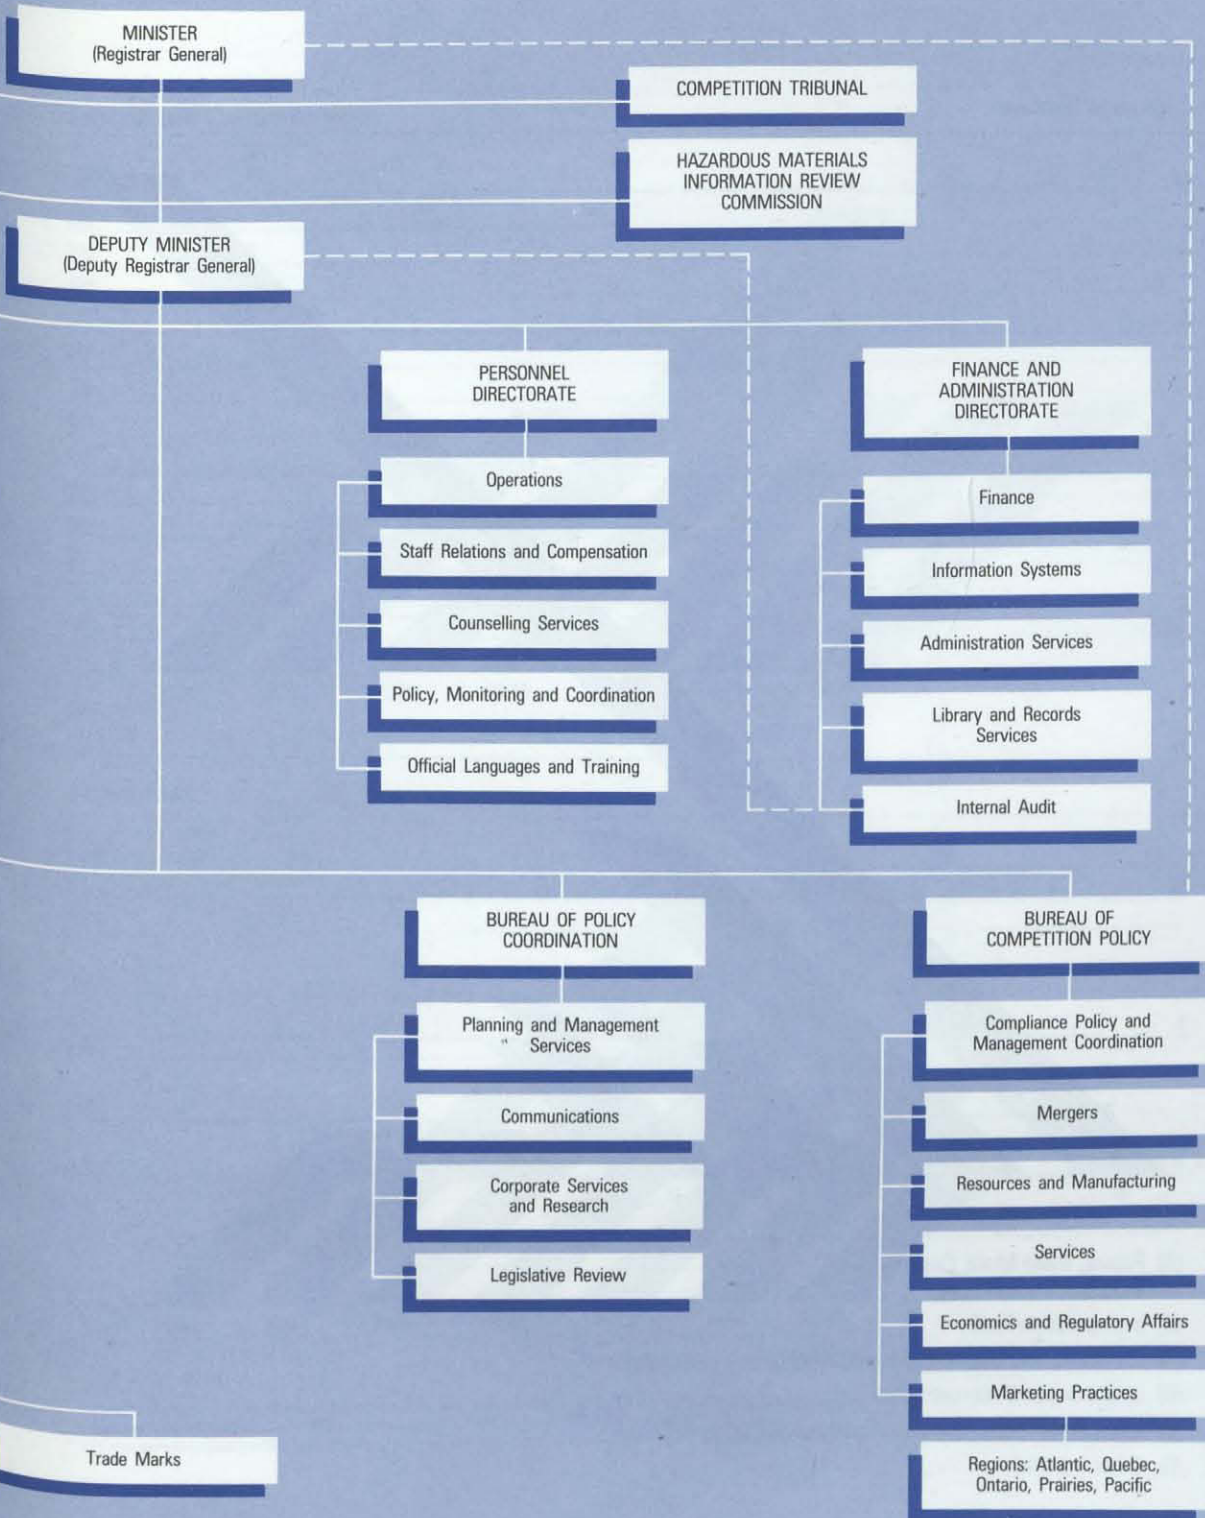 MINISTER
(Registrar General)
COMPETITION TRIBUNAL
HAZARDOUS MATERIALS
INFORMATION REVIEW
COMMISSION
DEPUTY MINISTER
(Deputy Registrar General)
PERSONNEL
DIRECTORATE
Operations
Staff Relations and Compensation
Counselling Services
Policy, Monitoring and Coordination
Official Languages and Training
FINANCE AND
ADMINISTRATION
DIRECTORATE
Finance
Information Systems
Administration Services
Library and Records
Services
Internal Audit
BUREAU OF POLICY
COORDINATION
Planning and Management
Services
Communications
Corporate Services
and Research
Legislative Review
BUREAU OF
COMPETITION POLICY
Compliance Policy and
Management Coordination
Mergers
Resources and Manufacturing
Services
Economics and Regulatory Affairs
Marketing Practices
Regions: Atlantic, Quebec,
Ontario, Prairies, Pacific
Trade Marks